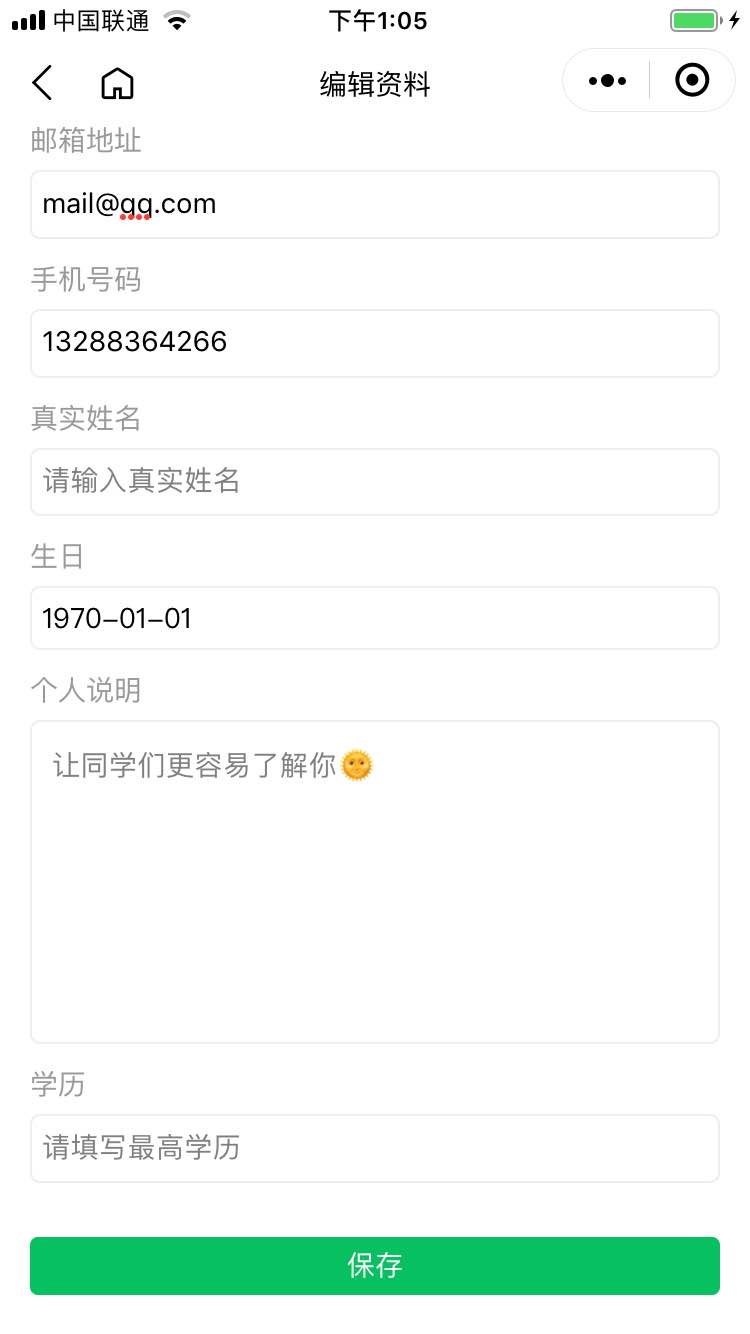 中国联通
下午1:05
编辑资料
邮箱地址
mail@qq.com
手机号码
13288364266
真实姓名
请输入真实姓名
生日
1970-01-01
个人说明
让同学们更容易了解你🌞
学历
请填写最高学历
保存